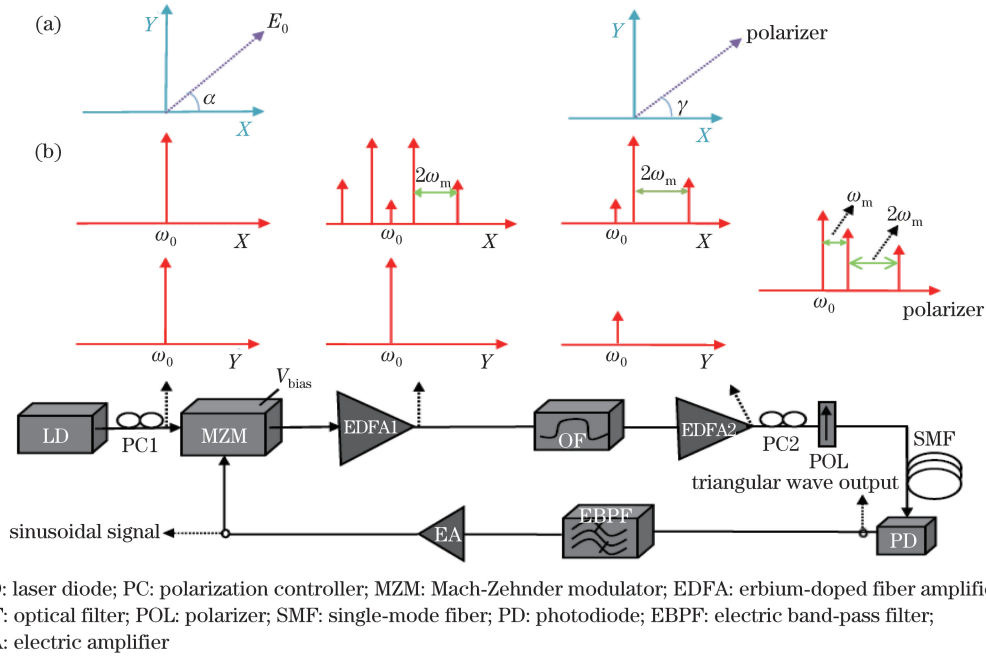 (a)
Y
E0
α
X
Y
polarizer
γ
X
(b)
ω0
X
2ωm
ω0
X
2ωm
ω0
X
ωm
2ωm
ω0
polarizer
ω0
Y
ω0
Y
ω0
Y
Vbias
LD
PC1
MZM
EDFA1
OF
EDFA2
PC2
POL
SMF
triangular wave output
sinusoidal signal
EA
EBPF
PD
: laser diode; PC: polarization controller; MZM: Mach-Zehnder modulator; EDFA: erbium-doped fiber amplifie
: optical filter; POL: polarizer; SMF: single-mode fiber; PD: photodiode; EBPF: electric band-pass filter;
: electric amplifier